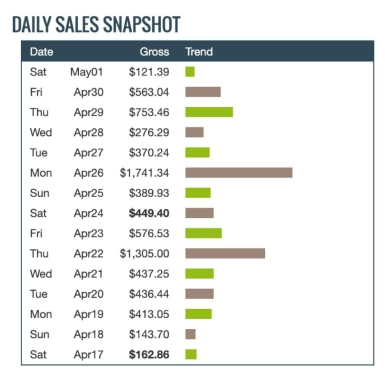 DAILY SALES SNAPSHOT
Date Gross Trend
Sat May01 $121.39
Fri Apr30 $563.04
Thu Apr29 $753.46
Wed Apr28 $276.29
Tue Apr27 $370.24
Mon Apr26 $1,741.34
Sun Apr25 $389.93
Sat Apr24 $449.40
Fri Apr23 $576.53
Thu Apr22 $1,305.00
Wed Apr21 $437.25
Tue Apr20 $436.44
Mon Apr19 $413.05
Sun Apr18 $143.70
Sat Apr17 $162.86